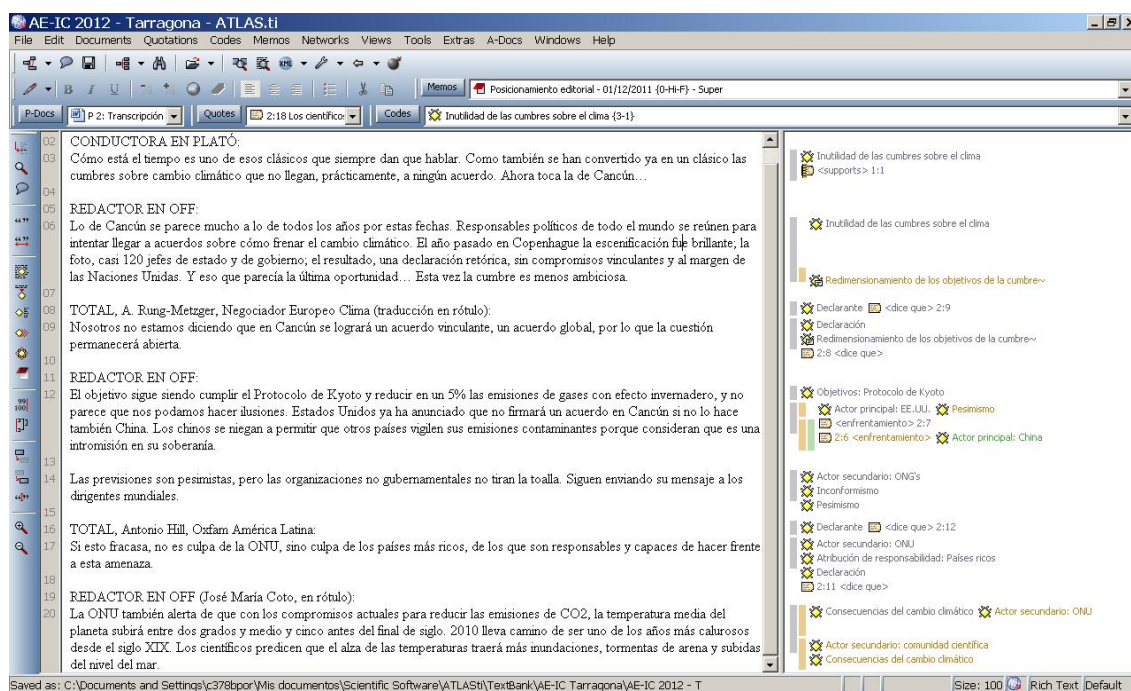 AE-IC 2012 - Tarragona - ATLAS.ti
File Edit Documents Quotations Codes Memos Networks Views Tools Extras A-Docs Windows Help
B I U Memos Posicionamiento editorial - 01/12/2011 {0-HI-F} - Super
P-Docs P 2: Transcripción Quotes 2:18 Los científicos Codes Inutilidad de las cumbres sobre el clima {3-1}
02 CONDUCTORA EN PLATÓ:
03 Cómo está el tiempo es uno de esos clásicos que siempre dan que hablar. Como también se han convertido ya en un clásico las
cumbres sobre cambio climático que no llegan, prácticamente, a ningún acuerdo. Ahora toca la de Cancún…
04
05 REDACTOR EN OFF:
06 Lo de Cancún se parece mucho a lo de todos los años por estas fechas. Responsables políticos de todo el mundo se reúnen para
intentar llegar a acuerdos sobre cómo frenar el cambio climático. El año pasado en Copenhague la escenificación fue brillante; la
foto, casi 120 jefes de estado y de gobierno; el resultado, una declaración retórica, sin compromisos vinculantes y al margen de
las Naciones Unidas. Y eso que parecía la última oportunidad… Esta vez la cumbre es menos ambiciosa.
07
08 TOTAL, A. Rung-Metzger, Negociador Europeo Clima (traducción en rótulo):
09 Nosotros no estamos diciendo que en Cancún se logrará un acuerdo vinculante, un acuerdo global, por lo que la cuestión
permanecerá abierta.
10
11 REDACTOR EN OFF:
12 El objetivo sigue siendo cumplir el Protocolo de Kyoto y reducir en un 5% las emisiones de gases con efecto invernadero, y no
parece que nos podamos hacer ilusiones. Estados Unidos ya ha anunciado que no firmará un acuerdo en Cancún si no lo hace
también China. Los chinos se niegan a permitir que otros países vigilen sus emisiones contaminantes porque consideran que es una
intromisión en su soberanía.
13
14 Las previsiones son pesimistas, pero las organizaciones no gubernamentales no tiran la toalla. Siguen enviando su mensaje a los
dirigentes mundiales.
15
16 TOTAL, Antonio Hill, Oxfam América Latina:
17 Si esto fracasa, no es culpa de la ONU, sino culpa de los países más ricos, de los que son responsables y capaces de hacer frente
a esta amenaza.
18
19 REDACTOR EN OFF (José María Coto, en rótulo):
20 La ONU también alerta de que con los compromisos actuales para reducir las emisiones de CO2, la temperatura media del
planeta subirá entre dos grados y medio y cinco antes del final de siglo. 2010 lleva camino de ser uno de los años más calurosos
desde el siglo XIX. Los científicos predicen que el alza de las temperaturas traerá más inundaciones, tormentas de arena y subidas
del nivel del mar.
Inutilidad de las cumbres sobre el clima
<supports> 1:1
Inutilidad de las cumbres sobre el clima
Redimensionamiento de los objetivos de la cumbre~
Declarante <dice que> 2:9
Declaración
Redimensionamiento de los objetivos de la cumbre~
2:8 <dice que>
Objetivos: Protocolo de Kyoto
Actor principal: EE.UU. Pesimismo
<enfrentamiento> 2:7
2:6 <enfrentamiento> Actor principal: China
Actor secundario: ONG's
Inconformismo
Pesimismo
Declarante <dice que> 2:12
Actor secundario: ONU
Atribución de responsabilidad: Países ricos
Declaración
2:11 <dice que>
Consecuencias del cambio climático Actor secundario: ONU
Actor secundario: comunidad científica
Consecuencias del cambio climático
Saved as: C:\Documents and Settings\c378bpor\Mis documentos\Scientific Software\ATLASti\TextBank\AE-IC Tarragona\AE-IC 2012 - T Size: 100 Rich Text Default